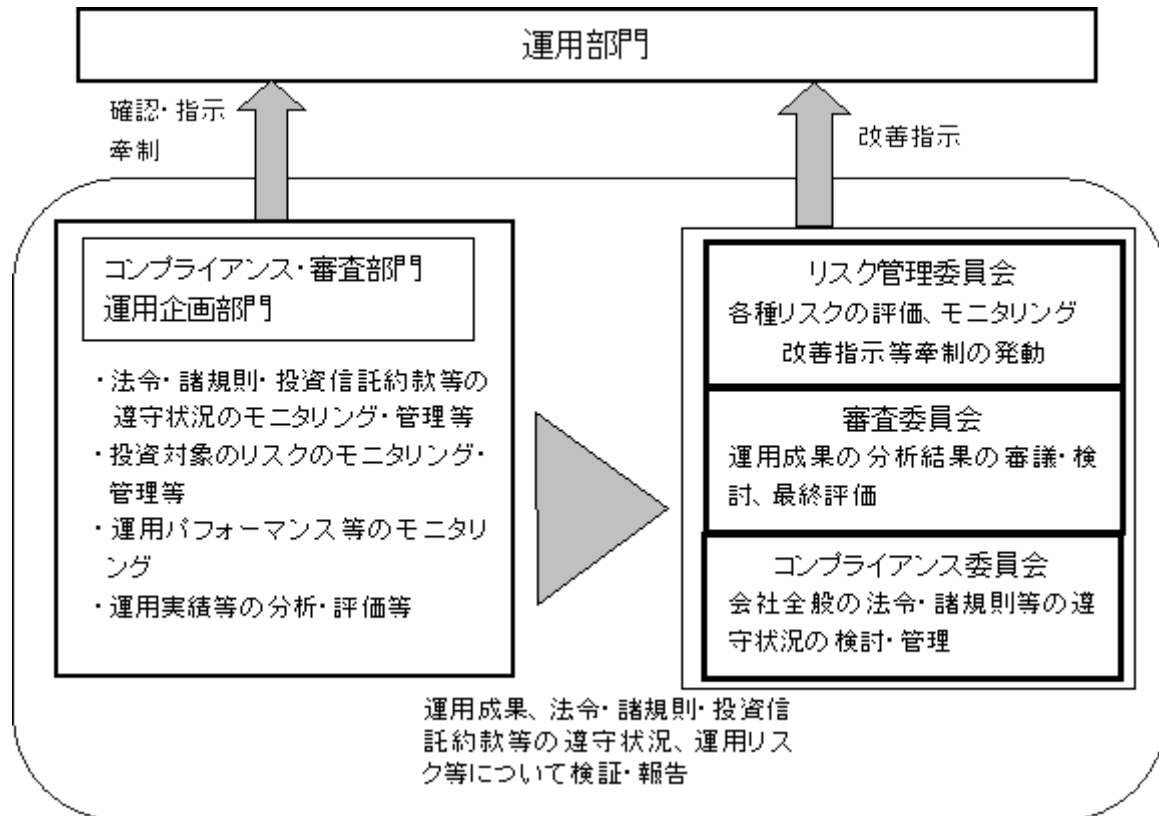 運用部門
確認・指示
牽制
改善指示
コンプライアンス・審査部門
運用企画部門
・法令・諸規則・投資信託約款等の
遵守状況のモニタリング・管理等
・投資対象のリスクのモニタリング・
管理等
・運用パフォーマンス等のモニタリ
ング
・運用実績等の分析・評価等
リスク管理委員会
各種リスクの評価、モニタリング
改善指示等牽制の発動
審査委員会
運用成果の分析結果の審議・検
討、最終評価
コンプライアンス委員会
会社全般の法令・諸規則等の遵
守状況の検討・管理
運用成果、法令・諸規則・投資信
託約款等の遵守状況、運用リス
ク等について検証・報告